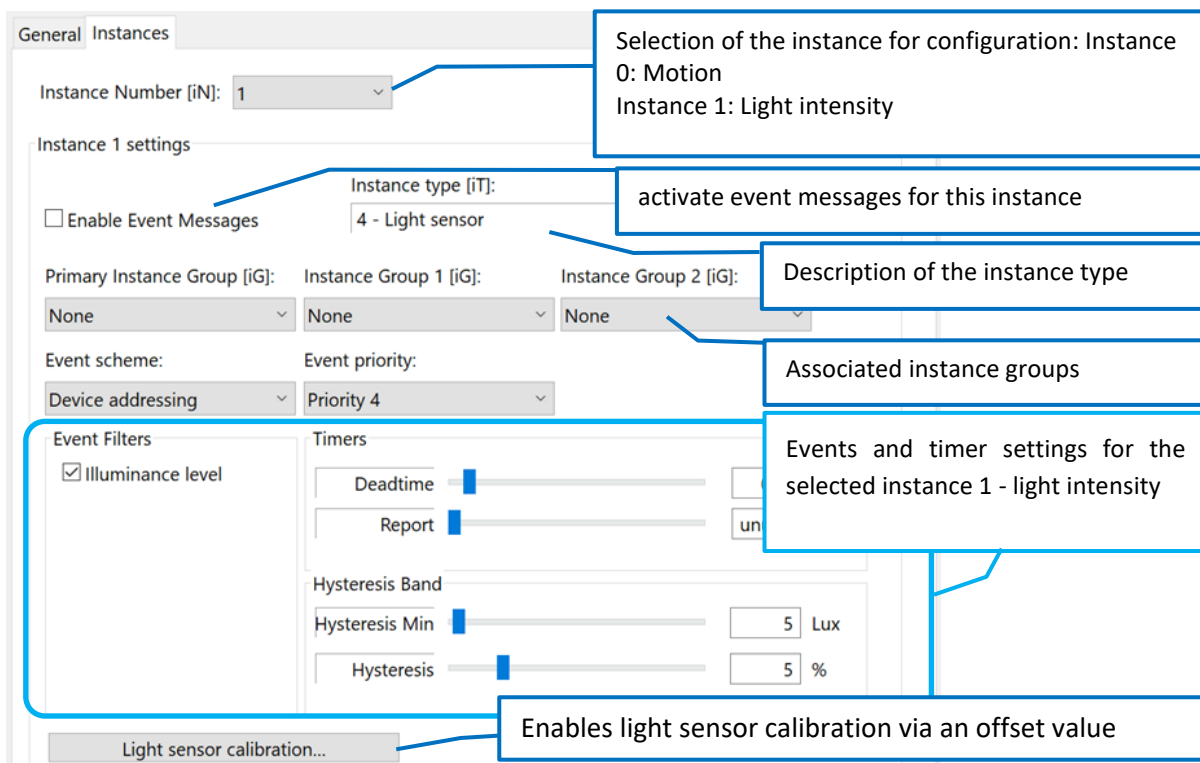 General Instances
Selection of the instance for configuration: Instance
0: Motion
Instance 1: Light intensity
Instance Number [iN]: 1
Instance 1 settings
Instance type [iT]:
activate event messages for this instance
Enable Event Messages
4 - Light sensor
Description of the instance type
Primary Instance Group [iG]: Instance Group 1 [iG]: Instance Group 2 [iG]:
None None None
Associated instance groups
Event scheme: Event priority:
Device addressing Priority 4
Events and timer settings for the
selected instance 1 - light intensity
Event Filters
Illuminance level
Timers
Deadtime
Report
Hysteresis Band
Hysteresis Min 5 Lux
Hysteresis 5 %
Enables light sensor calibration via an offset value
Light sensor calibration...